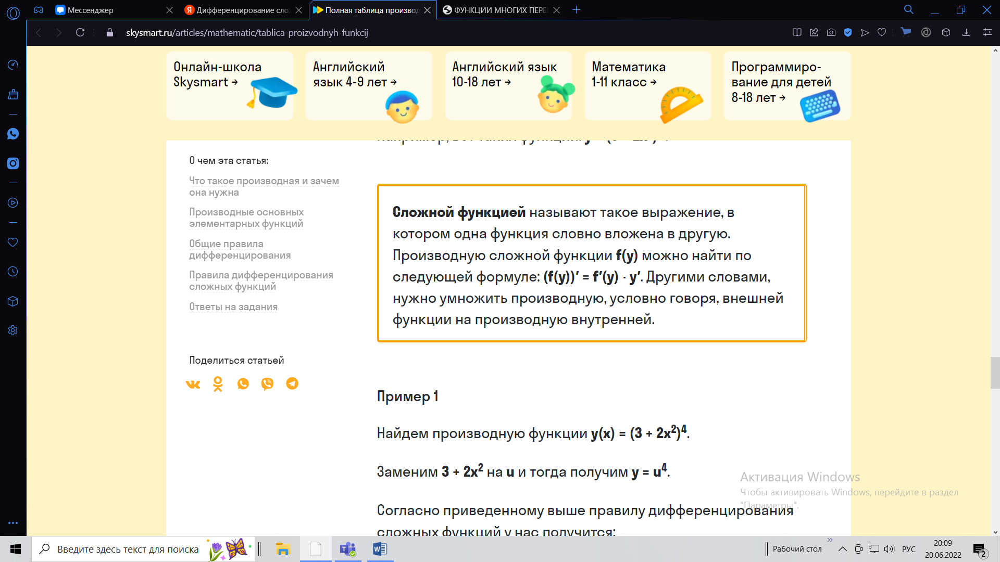 Мессенджер
Дифференцирование сло
Полная таблица производ
ФУНКЦИИ МНОГИХ ПЕРЕ
skysmart.ru/articles/mathematic/tablica-proizvodnyh-funkcij
Онлайн-школа
Skysmart →
Английский
язык 4-9 лет →
Английский язык
10-18 лет →
Математика
1-11 класс →
Программиро-
вание для детей
8-18 лет →
О чем эта статья:
Что такое производная и зачем
она нужна
Производные основных
элементарных функций
Общие правила
дифференцирования
Правила дифференцирования
сложных функций
Ответы на задания
Поделиться статьей
Сложной функцией называют такое выражение, в
котором одна функция словно вложена в другую.
Производную сложной функции f(y) можно найти по
следующей формуле: (f(y))′ = f′(y) · y′. Другими словами,
нужно умножить производную, условно говоря, внешней
функции на производную внутренней.
Пример 1
Найдем производную функции y(x) = (3 + 2x²)⁴.
Заменим 3 + 2x² на u и тогда получим y = u⁴.
Согласно приведенному выше правилу дифференцирования
сложных функций у нас получится:
Активация Windows
Чтобы активировать Windows, перейдите в раздел
"Параметры".
Введите здесь текст для поиска
Рабочий стол
РУС
20:09
20.06.2022
2